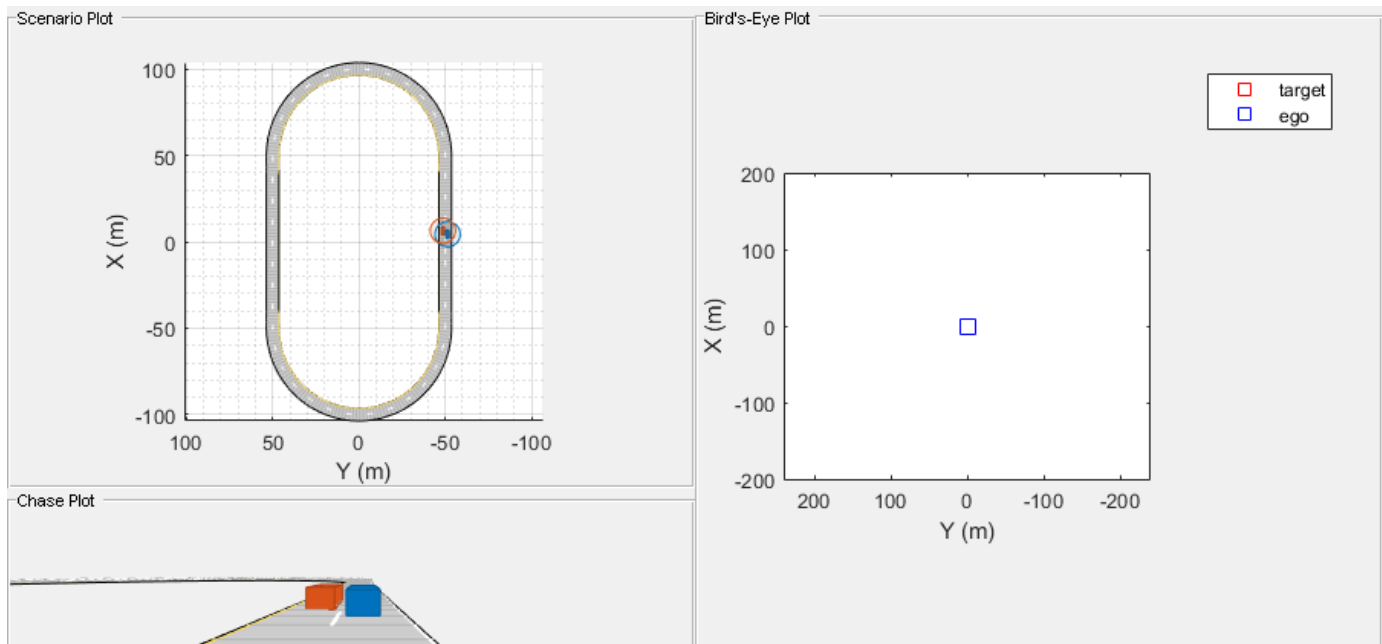 Scenario Plot
100
50
0
-50
-100
X (m)
100 50 0 -50 -100
Y (m)
Chase Plot
Bird's-Eye Plot
target
ego
200
100
0
-100
-200
X (m)
200 100 0 -100 -200
Y (m)